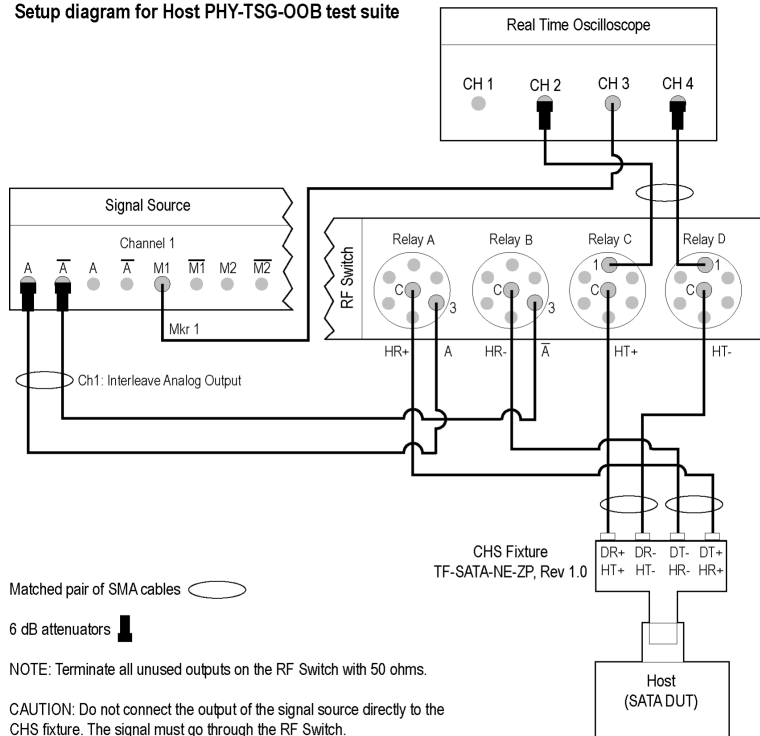 Setup diagram for Host PHY-TSG-OOB test suite
Real Time Oscilloscope
CH 1 CH 2 CH 3 CH 4
Signal Source
Channel 1
A A̅ A A̅ M1 M̅1̅ M2 M̅2̅
Mkr 1
RF Switch
Relay A Relay B Relay C Relay D
1 1
C C C C
3 3
HR+ A HR- A̅ HT+ HT-
Ch1: Interleave Analog Output
CHS Fixture
TF-SATA-NE-ZP, Rev 1.0
DR+ DR- DT- DT+
HT+ HT- HR- HR+
Host
(SATA DUT)
Matched pair of SMA cables
6 dB attenuators
NOTE: Terminate all unused outputs on the RF Switch with 50 ohms.
CAUTION: Do not connect the output of the signal source directly to the
CHS fixture. The signal must go through the RF Switch.